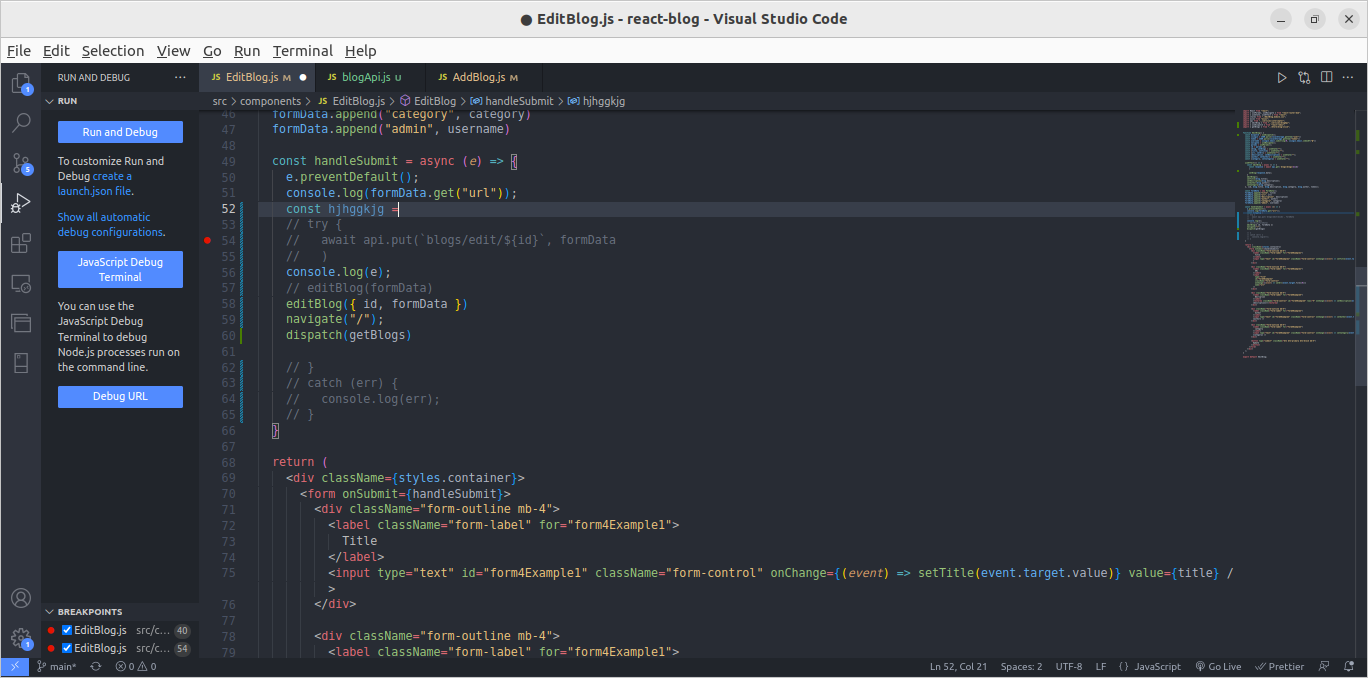 EditBlog.js - react-blog - Visual Studio Code
File Edit Selection View Go Run Terminal Help
RUN AND DEBUG
RUN
Run and Debug
To customize Run and
Debug create a
launch.json file.
Show all automatic
debug configurations.
JavaScript Debug
Terminal
You can use the
JavaScript Debug
Terminal to debug
Node.js processes run on
the command line.
Debug URL
BREAKPOINTS
EditBlog.js src/c... 40
EditBlog.js src/c... 54
1
5
1
JS EditBlog.js M
JS blogApi.js U
JS AddBlog.js M
src > components > JS EditBlog.js > EditBlog > handleSubmit > hjhggkjg
46 formData.append("category", category)
47 formData.append("admin", username)
48
49 const handleSubmit = async (e) => {
50 e.preventDefault();
51 console.log(formData.get("url"));
52 const hjhggkjg =
53 // try {
54 // await api.put(`blogs/edit/${id}`, formData
55 // )
56 console.log(e);
57 // editBlog(formData)
58 editBlog({ id, formData })
59 navigate("/");
60 dispatch(getBlogs)
61
62 // }
63 // catch (err) {
64 // console.log(err);
65 // }
66 }
67
68 return (
69 <div className={styles.container}>
70 <form onSubmit={handleSubmit}>
71 <div className="form-outline mb-4">
72 <label className="form-label" for="form4Example1">
73 Title
74 </label>
75 <input type="text" id="form4Example1" className="form-control" onChange={(event) => setTitle(event.target.value)} value={title} /
>
76 </div>
77
78 <div className="form-outline mb-4">
79 <label className="form-label" for="form4Example1">
main* 0 0 Ln 52, Col 21 Spaces: 2 UTF-8 LF {} JavaScript Go Live Prettier